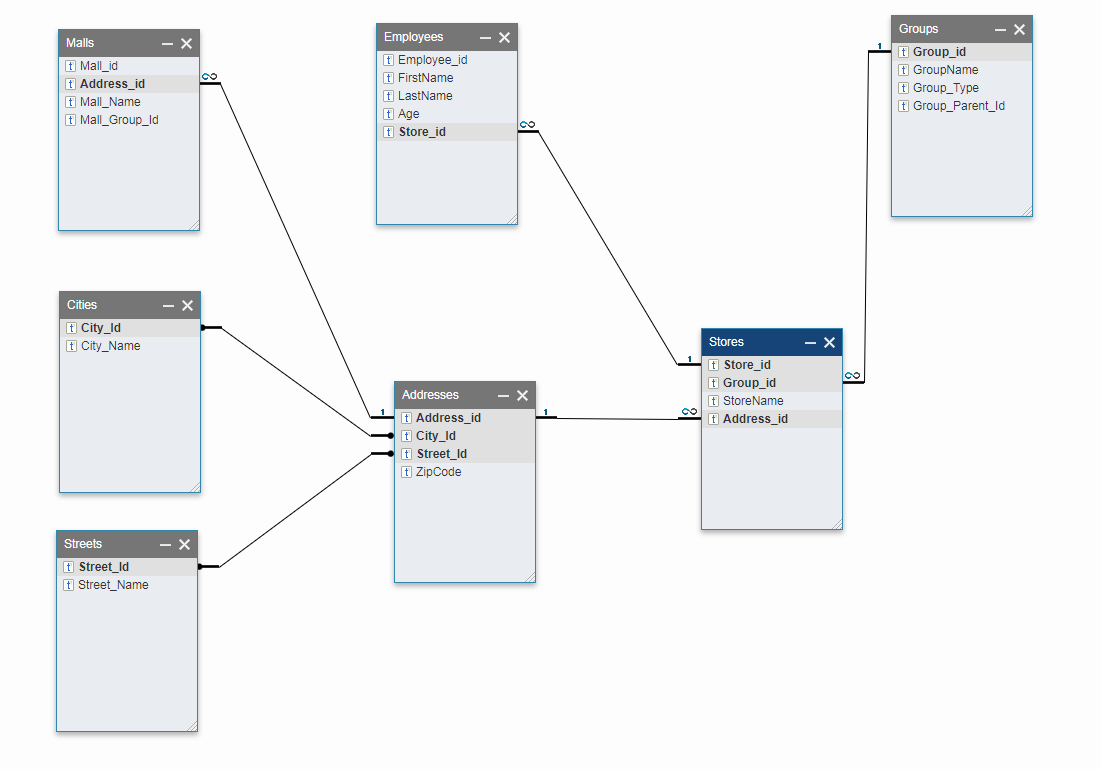 Malls
Mall_id
Address_id
Mall_Name
Mall_Group_Id
∞
Employees
Employee_id
FirstName
LastName
Age
Store_id
∞
Groups
1
Group_id
GroupName
Group_Type
Group_Parent_Id
Cities
City_Id
City_Name
Stores
1
Store_id
Group_id
∞
StoreName
∞
Address_id
Addresses
1
Address_id
1
City_Id
Street_Id
ZipCode
Streets
Street_Id
Street_Name